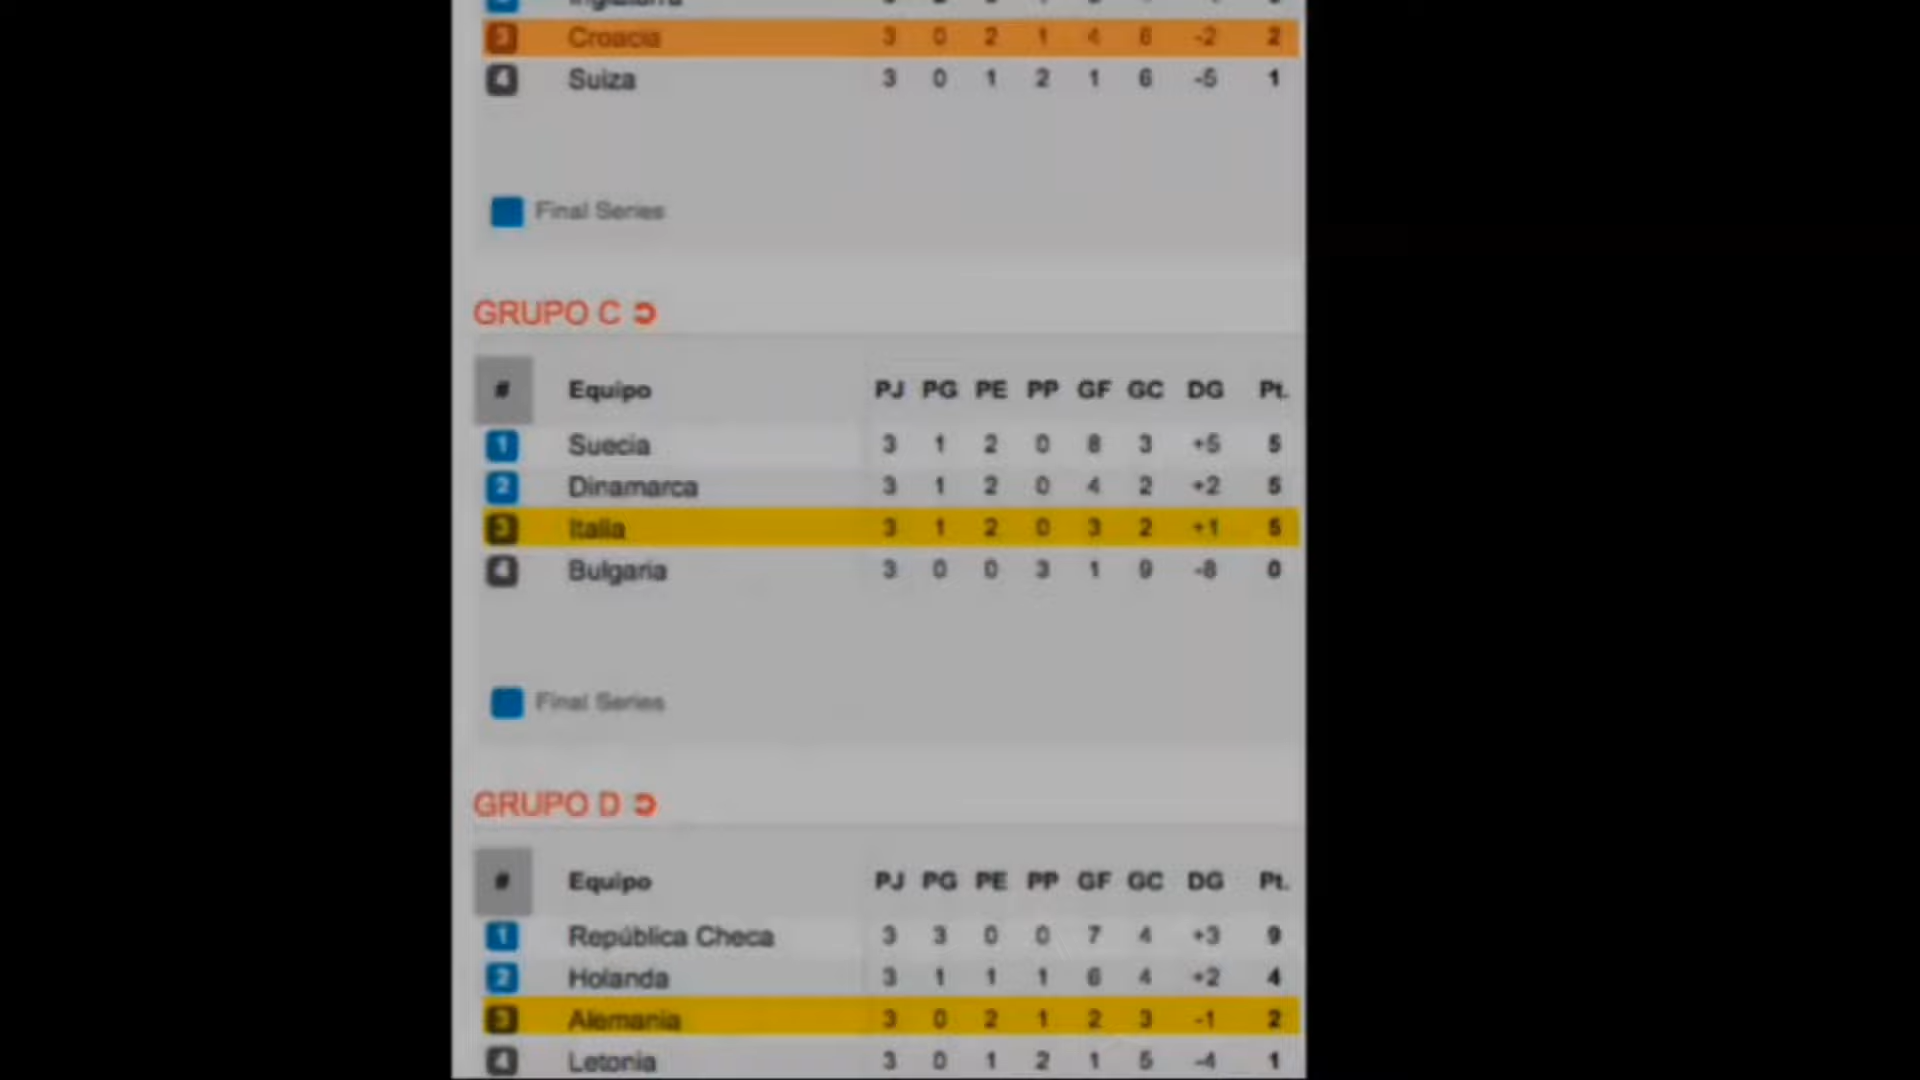 3 Croacia 3 0 2 1 4 6 -2 2
4 Suiza 3 0 1 2 1 6 -5 1
Final Series
GRUPO C
# Equipo PJ PG PE PP GF GC DG Pt.
1 Suecia 3 1 2 0 8 3 +5 5
2 Dinamarca 3 1 2 0 4 2 +2 5
3 Italia 3 1 2 0 3 2 +1 5
4 Bulgaria 3 0 0 3 1 9 -8 0
Final Series
GRUPO D
# Equipo PJ PG PE PP GF GC DG Pt.
1 República Checa 3 3 0 0 7 4 +3 9
2 Holanda 3 1 1 1 6 4 +2 4
3 Alemania 3 0 2 1 2 3 -1 2
4 Letonia 3 0 1 2 1 5 -4 1